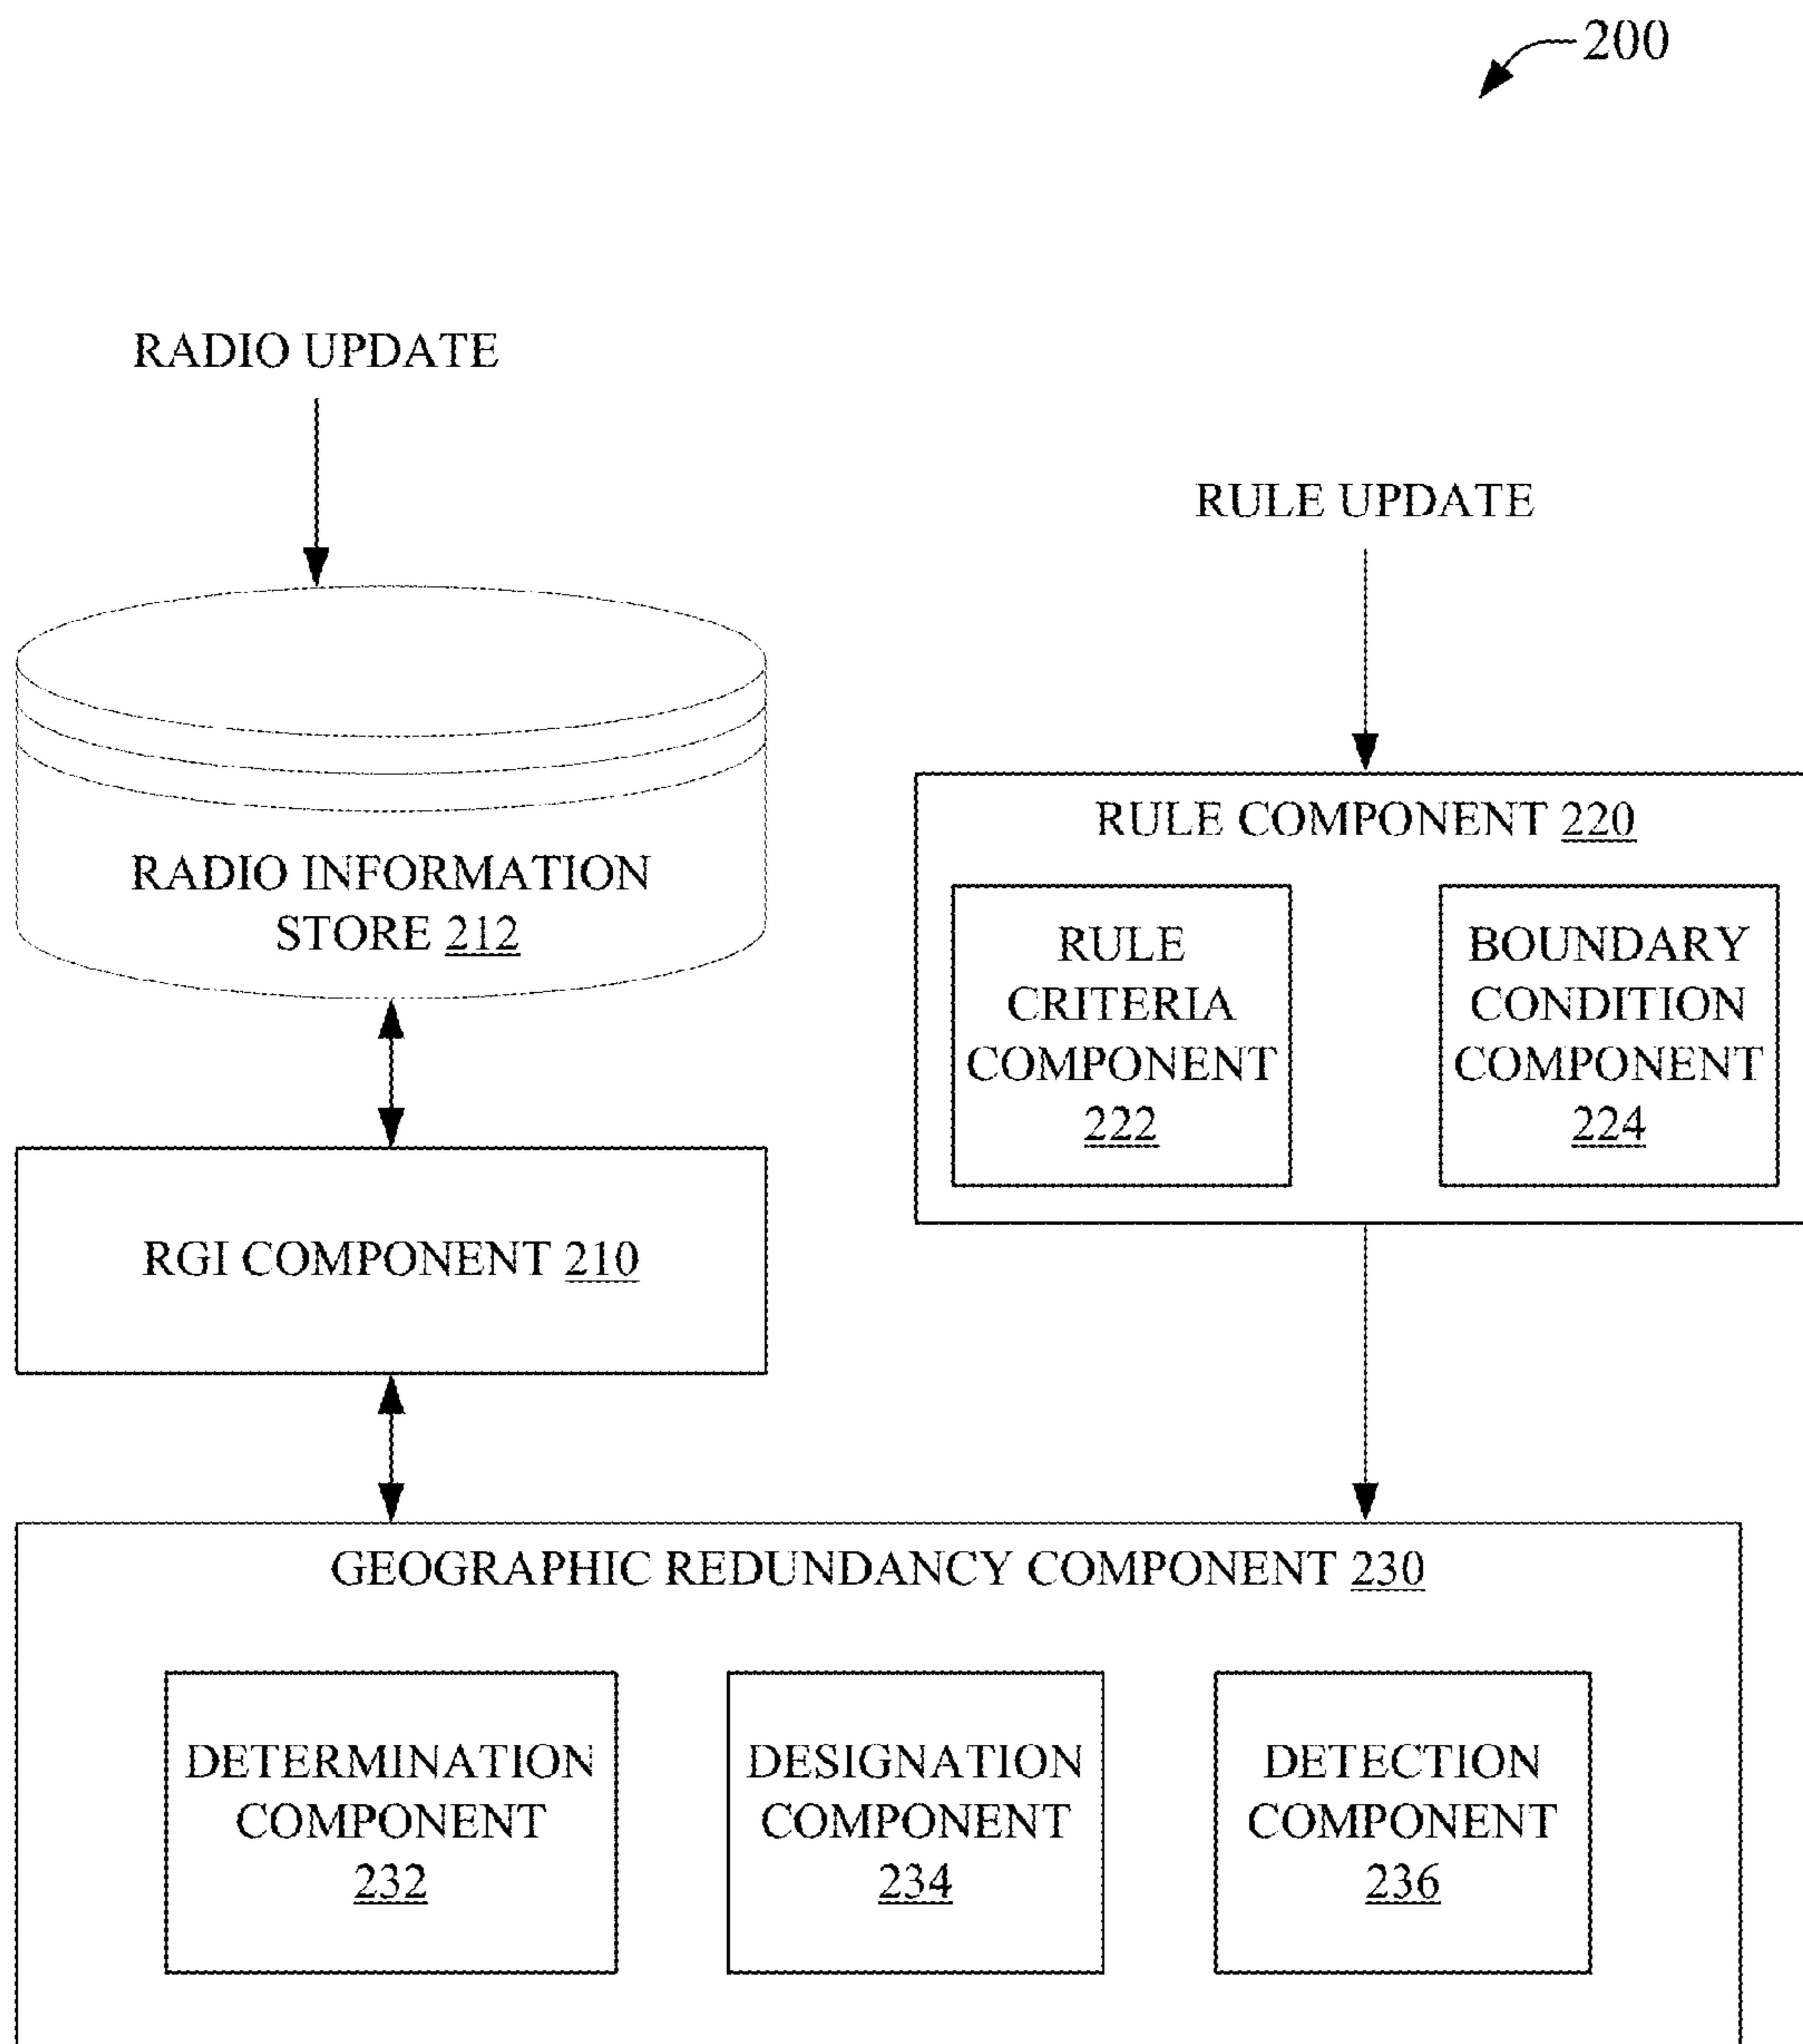 200
RADIO UPDATE
RULE UPDATE
RADIO INFORMATION
STORE 212
RULE COMPONENT 220
RULE
CRITERIA
COMPONENT
222
BOUNDARY
CONDITION
COMPONENT
224
RGI COMPONENT 210
GEOGRAPHIC REDUNDANCY COMPONENT 230
DETERMINATION
COMPONENT
232
DESIGNATION
COMPONENT
234
DETECTION
COMPONENT
236